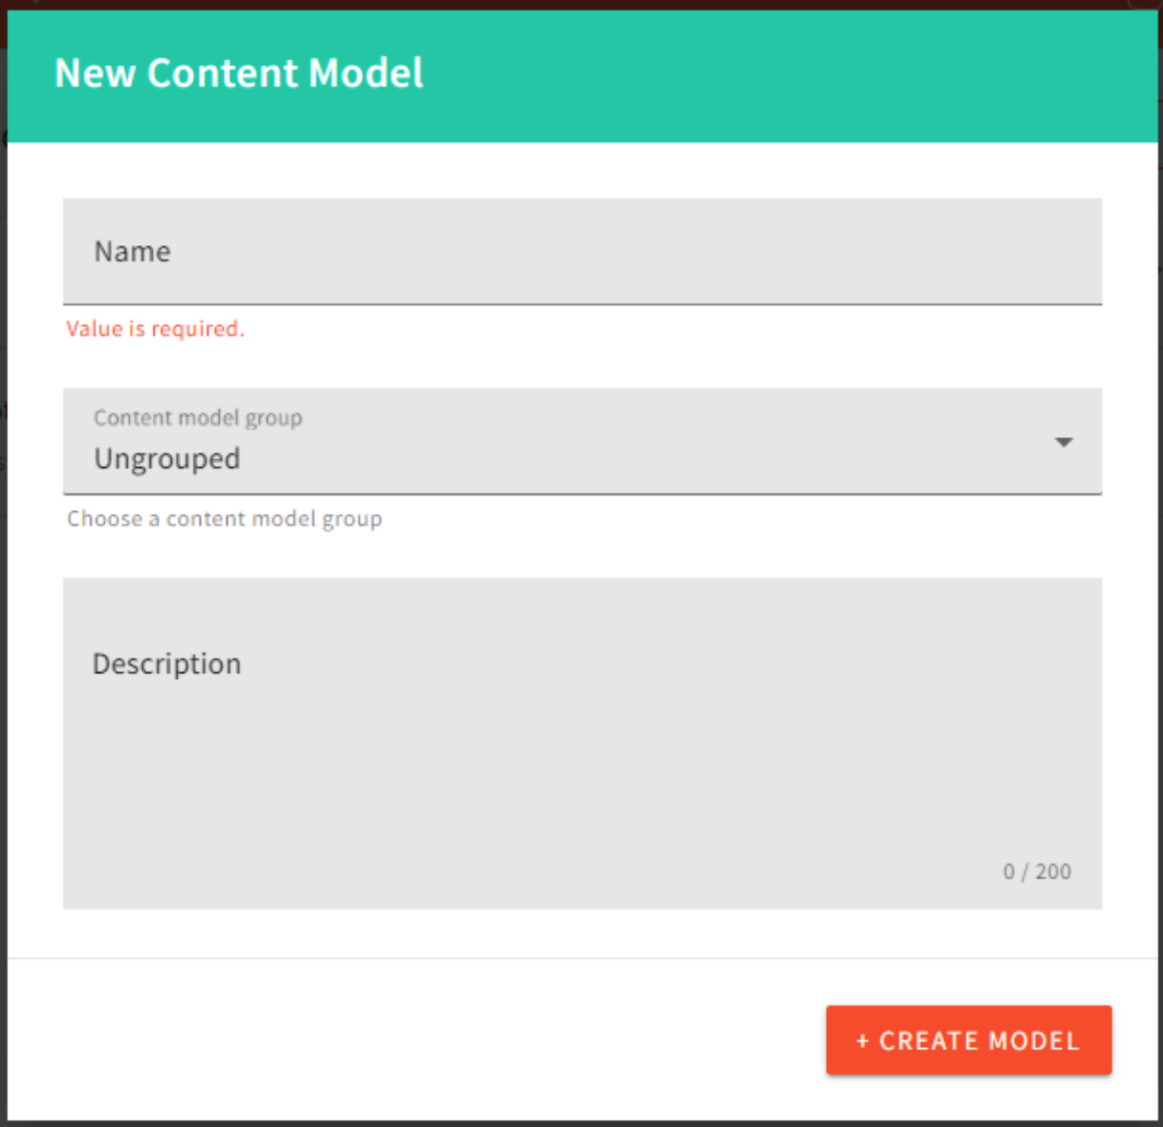 New Content Model
Name
Value is required.
Content model group
Ungrouped
Choose a content model group
Description
0 / 200
+ CREATE MODEL